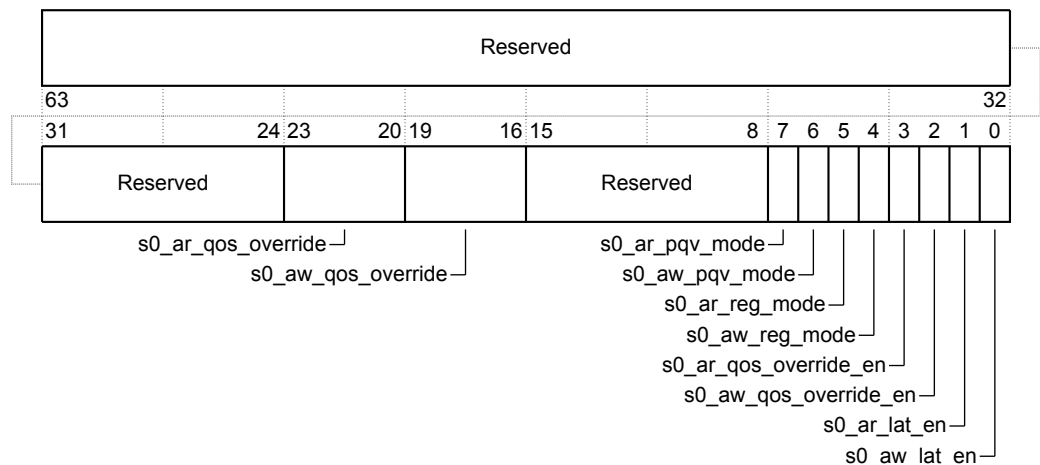 Reserved
63 32
31 24 23 20 19 16 15 8 7 6 5 4 3 2 1 0
Reserved Reserved
s0_ar_qos_override s0_ar_pqv_mode
s0_aw_qos_override s0_aw_pqv_mode
s0_ar_reg_mode
s0_aw_reg_mode
s0_ar_qos_override_en
s0_aw_qos_override_en
s0_ar_lat_en
s0_aw_lat_en